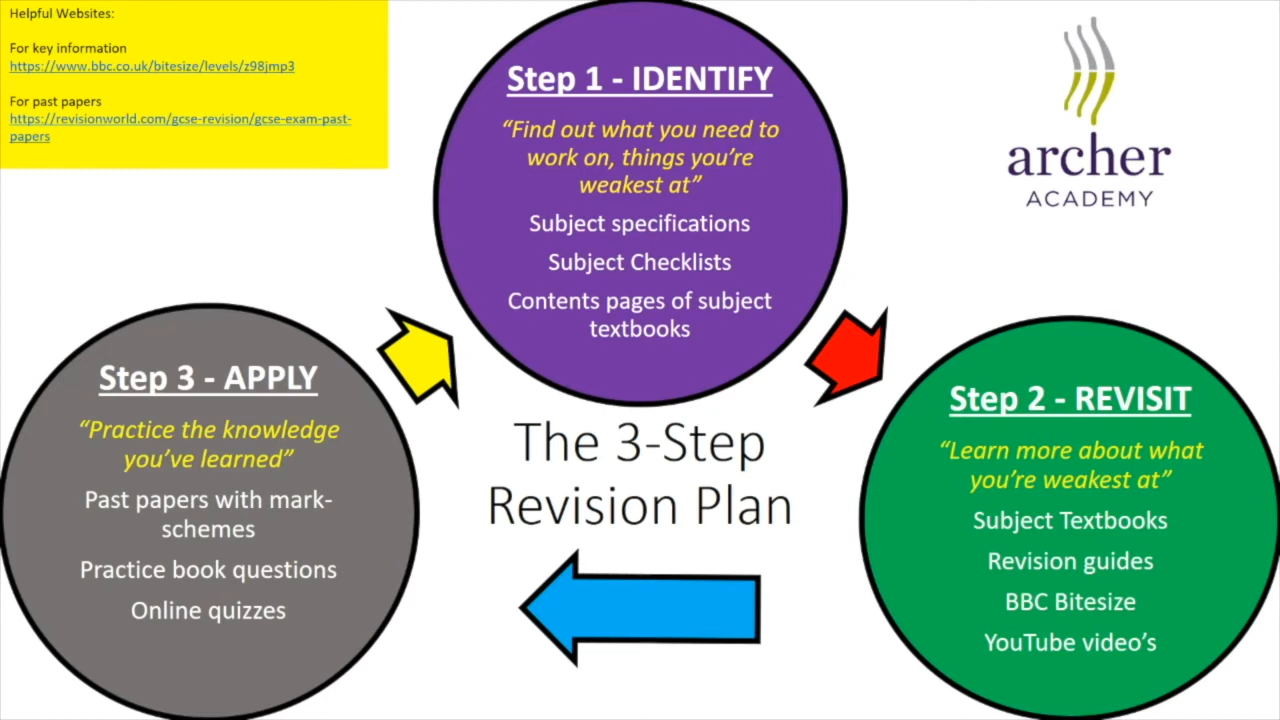 Helpful Websites:
For key information
https://www.bbc.co.uk/bitesize/levels/z98jmp3
For past papers
https://revisionworld.com/gcse-revision/gcse-exam-past-
papers
Step 1 - IDENTIFY
“Find out what you need to
work on, things you’re
weakest at”
Subject specifications
Subject Checklists
Contents pages of subject
textbooks
archer
ACADEMY
The 3-Step
Revision Plan
Step 2 - REVISIT
“Learn more about what
you’re weakest at”
Subject Textbooks
Revision guides
BBC Bitesize
YouTube video’s
Step 3 - APPLY
“Practice the knowledge
you’ve learned”
Past papers with mark-
schemes
Practice book questions
Online quizzes